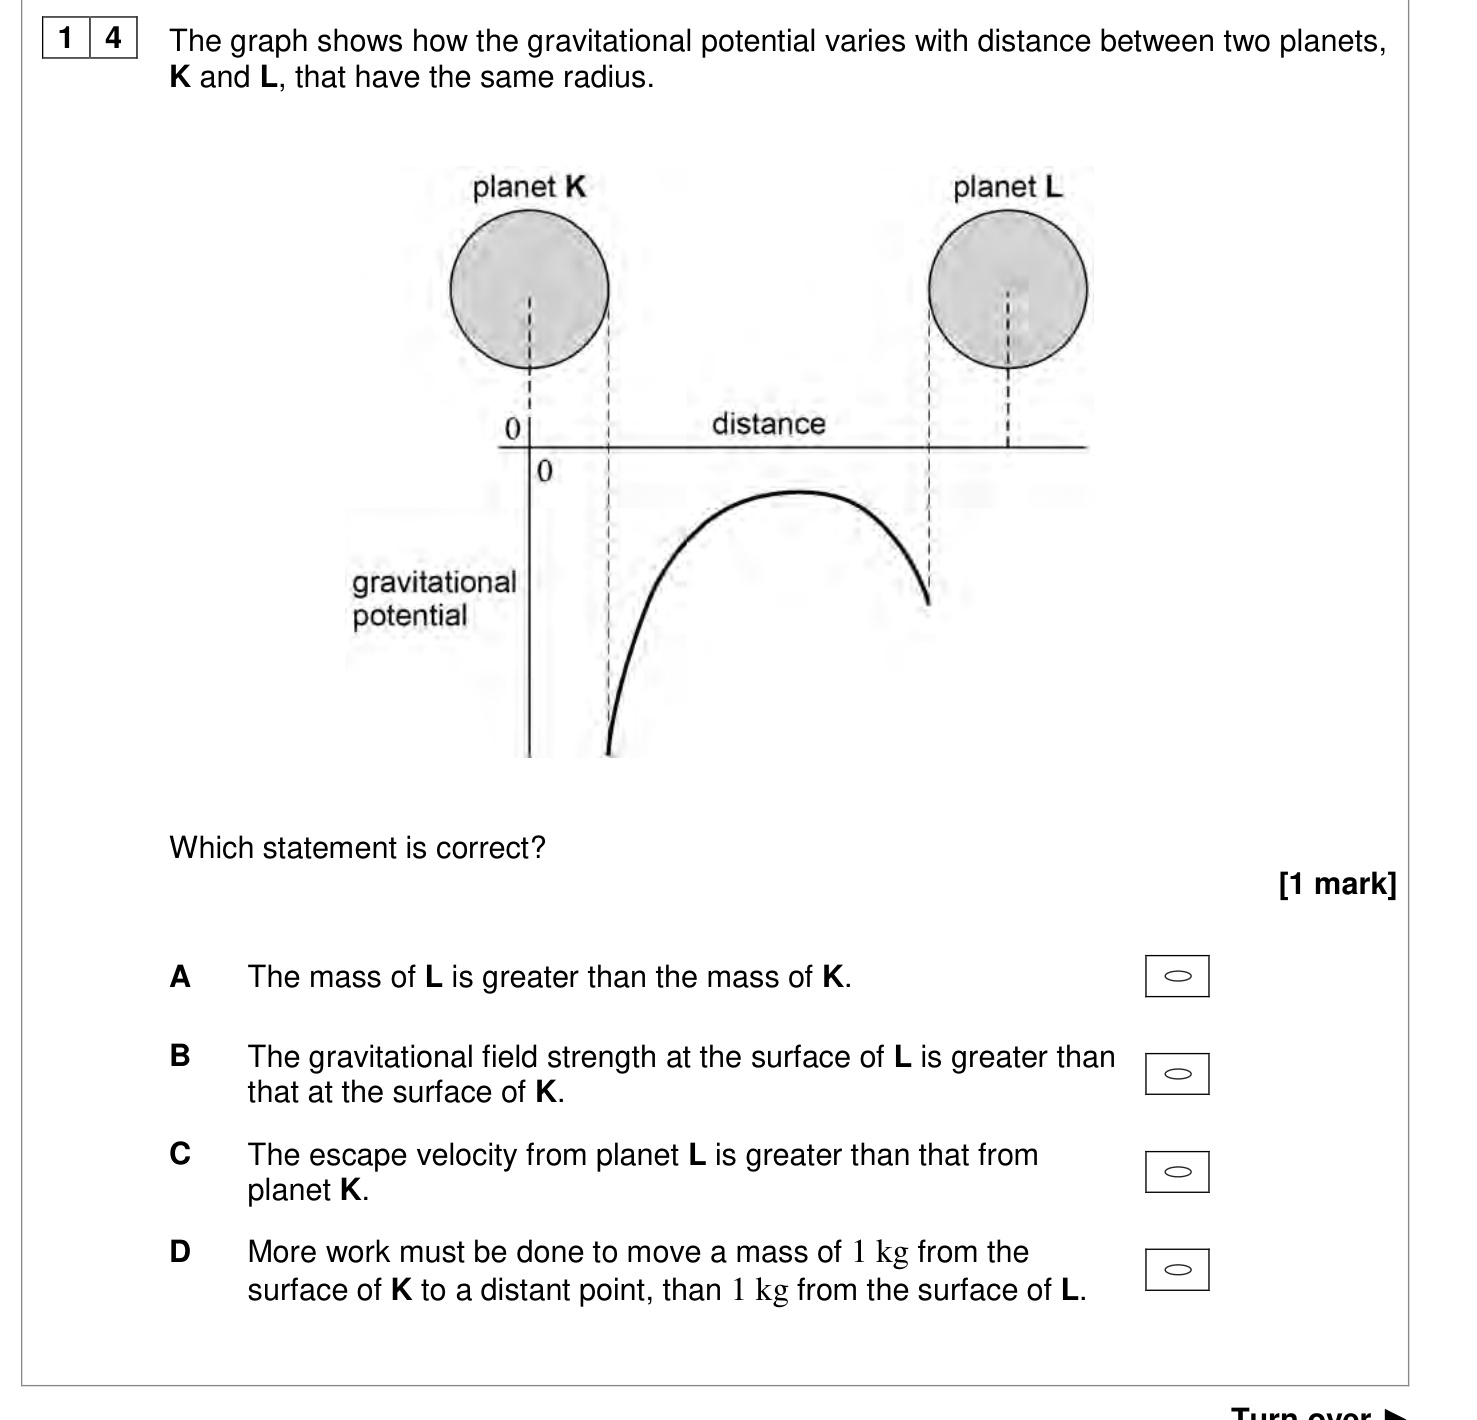 1 4 The graph shows how the gravitational potential varies with distance between two planets,
K and L, that have the same radius.
planet K planet L
0 distance
0
gravitational
potential
Which statement is correct?
[1 mark]
A The mass of L is greater than the mass of K.
B The gravitational field strength at the surface of L is greater than
that at the surface of K.
C The escape velocity from planet L is greater than that from
planet K.
D More work must be done to move a mass of 1 kg from the
surface of K to a distant point, than 1 kg from the surface of L.
Turn over ►